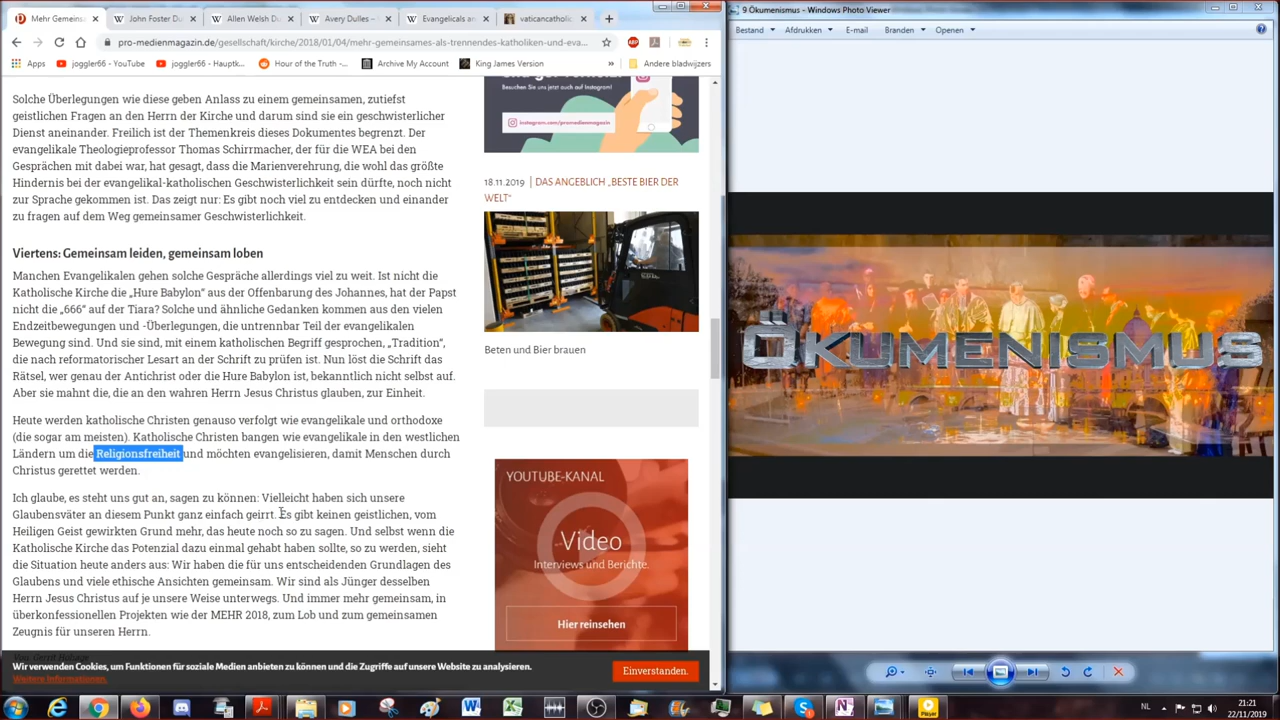 Mehr Gemeinsa
John Foster Du
Allen Welsh Du
Avery Dulles –
Evangelicals an
vaticancatholic.
9 Ökumenismus - Windows Photo Viewer
pro-medienmagazin.de/gesellschaft/kirche/2018/01/04/mehr-gemeinsames-als-trennendes-katholiken-und-eva...
Bestand
Afdrukken
E-mail
Branden
Openen
Apps
joggler66 - YouTube
joggler66 - Hauptk...
Hour of the Truth -...
Archive My Account
King James Version
»
Andere bladwijzers
Solche Überlegungen wie diese geben Anlass zu einem gemeinsamen, zutiefst
geistlichen Fragen an den Herrn der Kirche und darum sind sie ein geschwisterlicher
Dienst aneinander. Freilich ist der Themenkreis dieses Dokumentes begrenzt. Der
evangelikale Theologieprofessor Thomas Schirrmacher, der für die WEA bei den
Gesprächen mit dabei war, hat gesagt, dass die Marienverehrung, die wohl das größte
Hindernis bei der evangelikal-katholischen Geschwisterlichkeit sein dürfte, noch nicht
zur Sprache gekommen ist. Das zeigt nur: Es gibt noch viel zu entdecken und einander
zu fragen auf dem Weg gemeinsamer Geschwisterlichkeit.
Viertens: Gemeinsam leiden, gemeinsam loben
Manchen Evangelikalen gehen solche Gespräche allerdings viel zu weit. Ist nicht die
Katholische Kirche die „Hure Babylon“ aus der Offenbarung des Johannes, hat der Papst
nicht die „666“ auf der Tiara? Solche und ähnliche Gedanken kommen aus den vielen
Endzeitbewegungen und -Überlegungen, die untrennbar Teil der evangelikalen
Bewegung sind. Und sie sind, mit einem katholischen Begriff gesprochen, „Tradition“,
die nach reformatorischer Lesart an der Schrift zu prüfen ist. Nun löst die Schrift das
Rätsel, wer genau der Antichrist oder die Hure Babylon ist, bekanntlich nicht selbst auf.
Aber sie mahnt die, die an den wahren Herrn Jesus Christus glauben, zur Einheit.
Heute werden katholische Christen genauso verfolgt wie evangelikale und orthodoxe
(die sogar am meisten). Katholische Christen bangen wie evangelikale in den westlichen
Ländern um die Religionsfreiheit und möchten evangelisieren, damit Menschen durch
Christus gerettet werden.
Ich glaube, es steht uns gut an, sagen zu können: Vielleicht haben sich unsere
Glaubensväter an diesem Punkt ganz einfach geirrt. Es gibt keinen geistlichen, vom
Heiligen Geist gewirkten Grund mehr, das heute noch so zu sagen. Und selbst wenn die
Katholische Kirche das Potenzial dazu einmal gehabt haben sollte, so zu werden, sieht
die Situation heute anders aus: Wir haben die für uns entscheidenden Grundlagen des
Glaubens und viele ethische Ansichten gemeinsam. Wir sind als Jünger desselben
Herrn Jesus Christus auf je unsere Weise unterwegs. Und immer mehr gemeinsam, in
überkonfessionellen Projekten wie der MEHR 2018, zum Lob und zum gemeinsamen
Zeugnis für unseren Herrn.
Besuchen Sie uns jetzt auch auf Instagram!
instagram.com/promedienmagazin
18.11.2019 | DAS ANGEBLICH „BESTE BIER DER
WELT“
Beten und Bier brauen
YOUTUBE-KANAL
Video
Interviews und Berichte.
Hier reinsehen
ÖKUMENISMUS
Wir verwenden Cookies, um Funktionen für soziale Medien anbieten zu können und die Zugriffe auf unsere Website zu analysieren.
Weitere Informationen.
Einverstanden.
Player
NL
21:21
22/11/2019